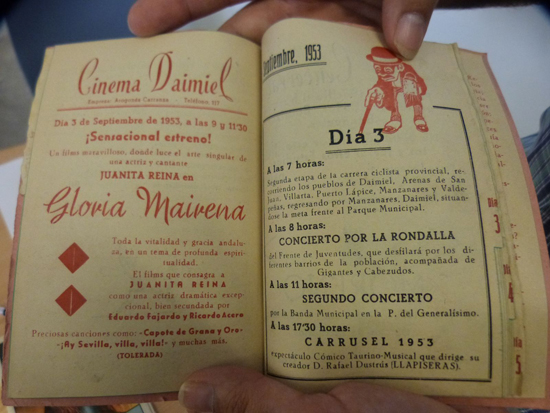 Cinema Daimiel
Dia 3 de Septiembre de 1953, a las 9 y 11'30
¡Sensacional estreno!
Un films maravilloso, donde luce el arte singular de
una actriz y cantante
JUANITA REINA en
Gloria Mairena
Toda la vitalidad y gracia andalu-
za, en un tema de profunda espiri-
tualidad.
El films que consagra a
JUANITA REINA
como una actriz dramática excep-
cional, bien secundada por
Eduardo Fajardo y Ricardo Acero
Preciosas canciones como: -Capote de Grana y Oro-
-¡Ay Sevilla, villa, villa!- y muchas más.
(TOLERADA)
Septiembre, 1953
Día 3
A las 7 horas:
Segunda etapa de la carrera ciclista provincial, re-
corriendo los pueblos de Daimiel, Arenas de San
Juan, Villarta, Puerto Lápice, Manzanares y Valde-
peñas, regresando por Manzanares, Daimiel, situan-
dose la meta frente al Parque Municipal.
A las 8 horas:
CONCIERTO POR LA RONDALLA
del Frente de Juventudes, que desfilará por los di-
ferentes barrios de la población, acompañada de
Gigantes y Cabezudos.
A las 11 horas:
SEGUNDO CONCIERTO
por la Banda Municipal en la P. del Generalísimo.
A las 17'30 horas:
CARRUSEL 1953
espectáculo Cómico Taurino-Musical que dirige su
creador D. Rafael Dustrús (LLAPISERAS).
DIA
3
4
5